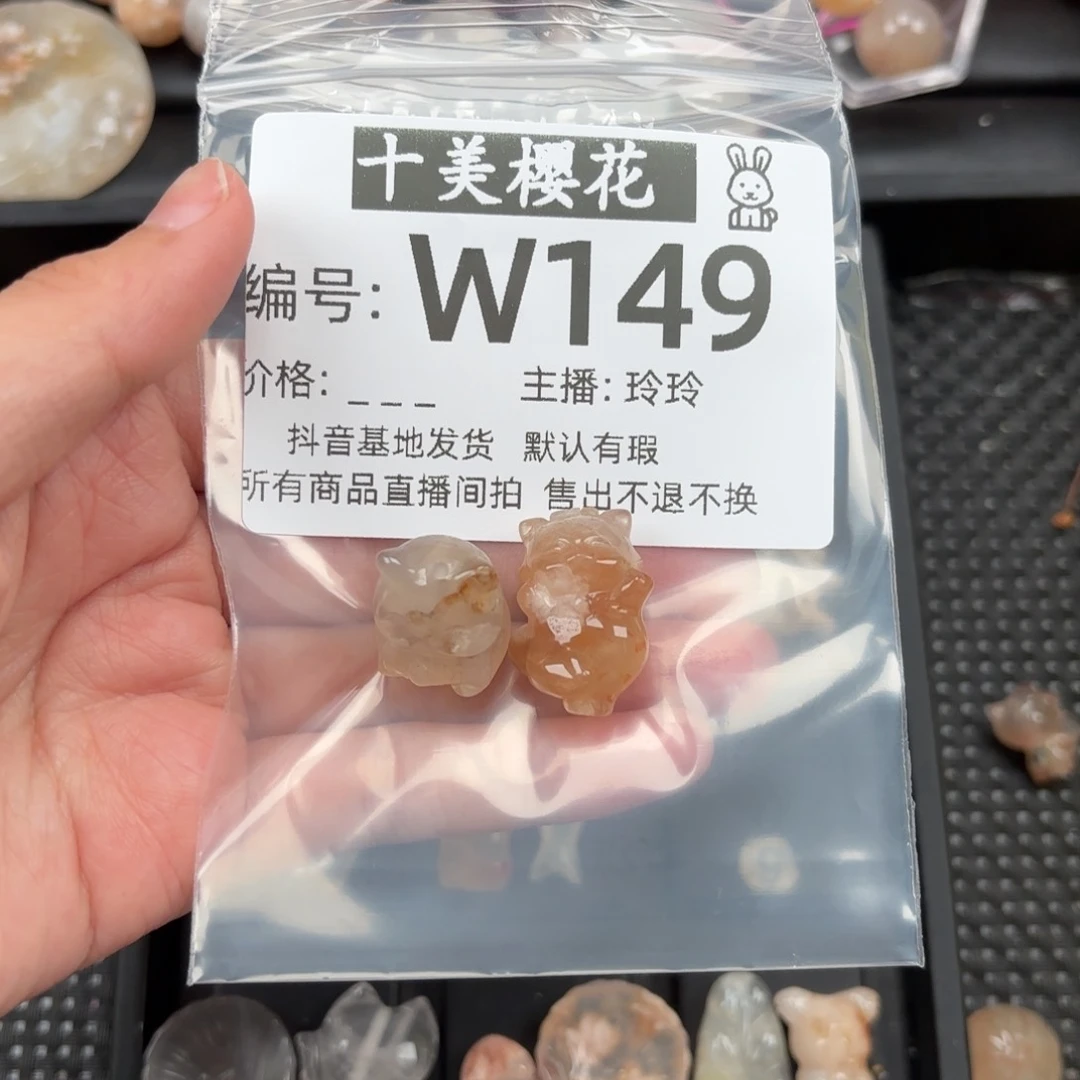 十美樱花
编号: W149
价格: _ _ _ 主播: 玲玲
抖音基地发货 默认有瑕
所有商品直播间拍 售出不退不换